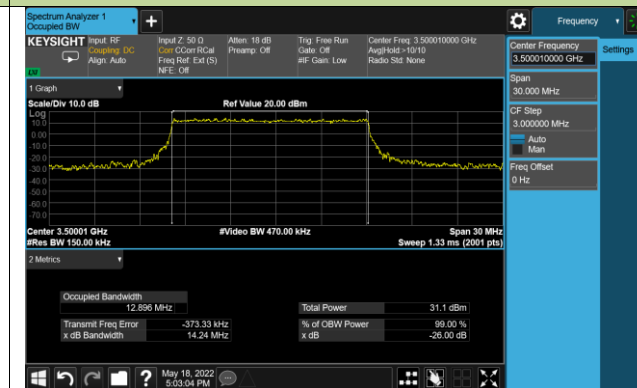 Spectrum Analyzer 1
Occupied BW
+
Frequency
KEYSIGHT
Input: RF
Coupling: DC
Align: Auto
Input Z: 50 Ω
Corr CCorr RCal
Freq Ref: Ext (S)
NFE: Off
Atten: 18 dB
Preamp: Off
Trig: Free Run
Gate: Off
#IF Gain: Low
Center Freq: 3.500010000 GHz
Avg|Hold:>10/10
Radio Std: None
Center Frequency
3.500010000 GHz
Settings
Span
30.000 MHz
CF Step
3.000000 MHz
Auto
Man
Freq Offset
0 Hz
1 Graph
Scale/Div 10.0 dB
Ref Value 20.00 dBm
Log
10.0
0.00
-10.0
-20.0
-30.0
-40.0
-50.0
-60.0
-70.0
Center 3.50001 GHz
#Video BW 470.00 kHz
Span 30 MHz
#Res BW 150.00 kHz
Sweep 1.33 ms (2001 pts)
2 Metrics
Occupied Bandwidth
12.896 MHz
Total Power
31.1 dBm
Transmit Freq Error
-373.33 kHz
% of OBW Power
99.00 %
x dB Bandwidth
14.24 MHz
x dB
-26.00 dB
?
May 18, 2022
5:03:04 PM